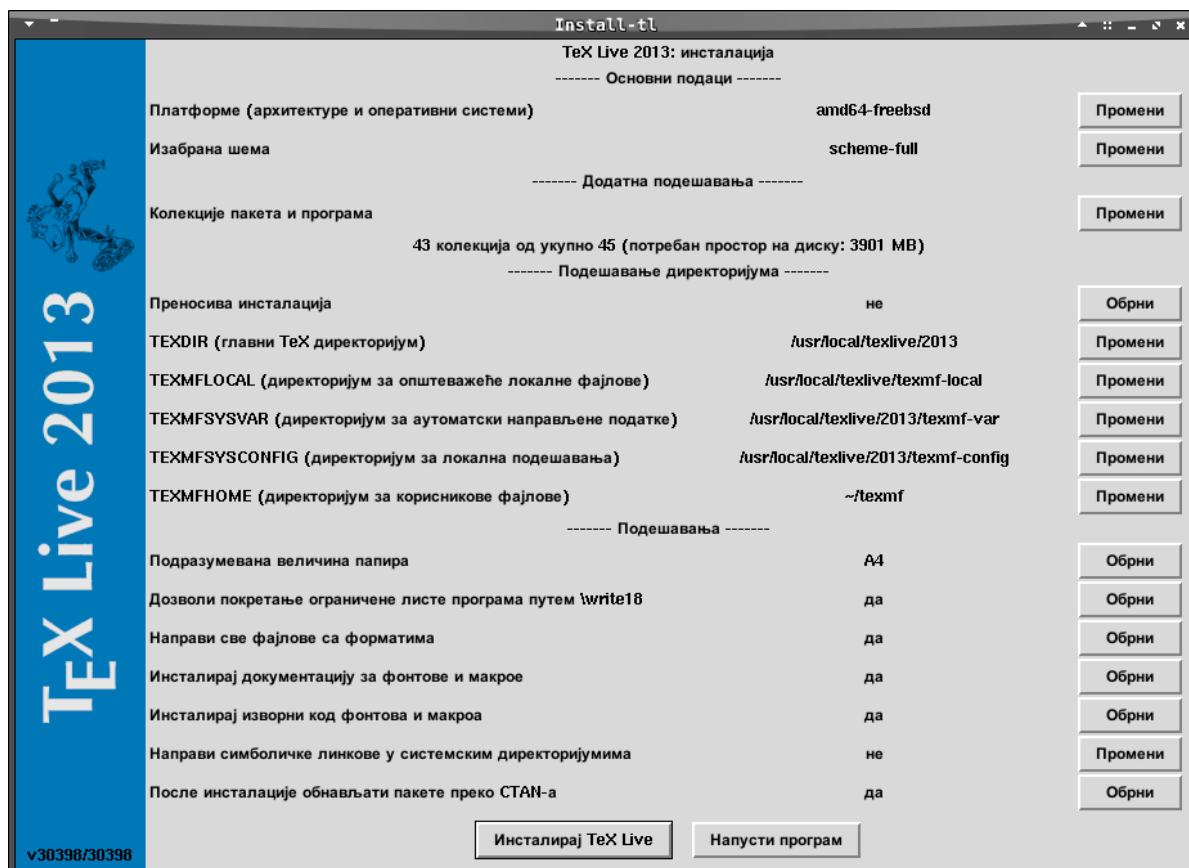 Install-tl
TeX Live 2013: инсталација
------- Основни подаци -------
Платформе (архитектуре и оперативни системи) amd64-freebsd Промени
Изабрана шема scheme-full Промени
------- Додатна подешавања -------
Колекције пакета и програма Промени
43 колекција од укупно 45 (потребан простор на диску: 3901 MB)
------- Подешавање директоријума -------
Преносива инсталација не Обрни
TEXDIR (главни TeX директоријум) /usr/local/texlive/2013 Промени
TEXMFLOCAL (директоријум за општеважеће локалне фајлове) /usr/local/texlive/texmf-local Промени
TEXMFSYSVAR (директоријум за аутоматски направљене податке) /usr/local/texlive/2013/texmf-var Промени
TEXMFSYSCONFIG (директоријум за локална подешавања) /usr/local/texlive/2013/texmf-config Промени
TEXMFHOME (директоријум за корисникове фајлове) ~/texmf Промени
------- Подешавања -------
Подразумевана величина папира A4 Обрни
Дозволи покретање ограничене листе програма путем \write18 да Обрни
Направи све фајлове са форматима да Обрни
Инсталирај документацију за фонтове и макрое да Обрни
Инсталирај изворни код фонтова и макроа да Обрни
Направи симболичке линкове у системским директоријумима не Промени
После инсталације обнављати пакете преко CTAN-а да Обрни
Инсталирај TeX Live Напусти програм
TEX Live 2013
v30398/30398